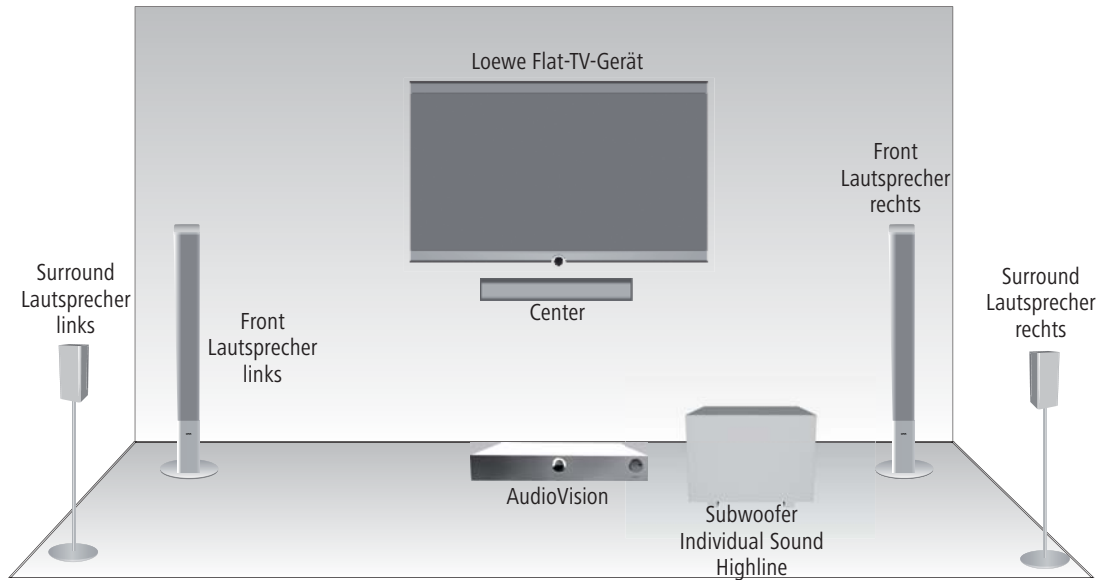 Loewe Flat-TV-Gerät
Front
Lautsprecher
rechts
Surround
Lautsprecher
links
Front
Lautsprecher
links
Center
Surround
Lautsprecher
rechts
AudioVision
Subwoofer
Individual Sound
Highline